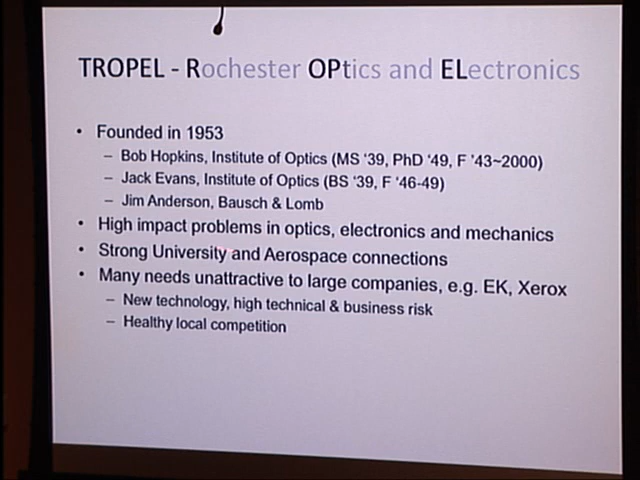 TROPEL - Rochester OPtics and ELectronics
• Founded in 1953
– Bob Hopkins, Institute of Optics (MS '39, PhD '49, F '43~2000)
– Jack Evans, Institute of Optics (BS '39, F '46-49)
– Jim Anderson, Bausch & Lomb
• High impact problems in optics, electronics and mechanics
• Strong University and Aerospace connections
• Many needs unattractive to large companies, e.g. EK, Xerox
– New technology, high technical & business risk
– Healthy local competition